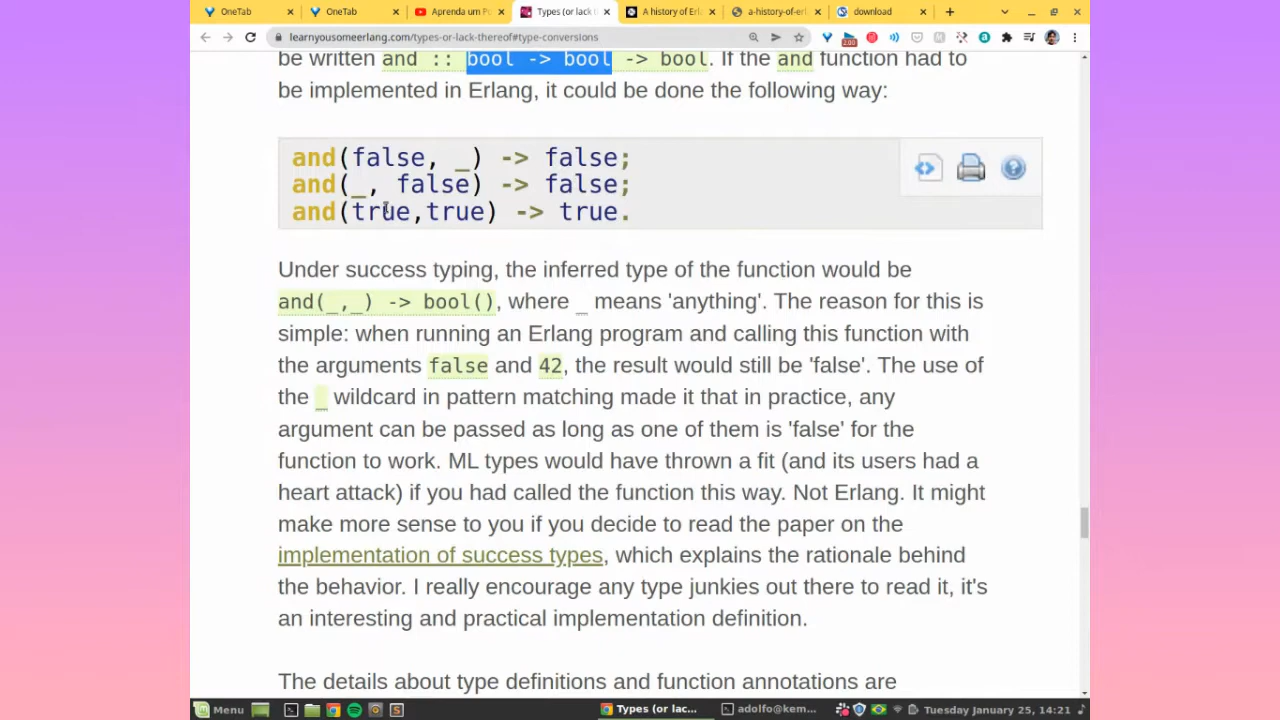 OneTab
OneTab
Aprenda um Po
Types (or lack
A history of Erl
a-history-of-erl
download
learnyousomeerlang.com/types-or-lack-thereof#type-conversions
2.00
be written and :: bool -> bool -> bool. If the and function had to
be implemented in Erlang, it could be done the following way:
and(false, _) -> false;
and(_, false) -> false;
and(true,true) -> true.
Under success typing, the inferred type of the function would be
and(_,_) -> bool(), where _ means 'anything'. The reason for this is
simple: when running an Erlang program and calling this function with
the arguments false and 42, the result would still be 'false'. The use of
the _ wildcard in pattern matching made it that in practice, any
argument can be passed as long as one of them is 'false' for the
function to work. ML types would have thrown a fit (and its users had a
heart attack) if you had called the function this way. Not Erlang. It might
make more sense to you if you decide to read the paper on the
implementation of success types, which explains the rationale behind
the behavior. I really encourage any type junkies out there to read it, it's
an interesting and practical implementation definition.
The details about type definitions and function annotations are
Menu
Types (or lac...
adolfo@kem...
Tuesday January 25, 14:21